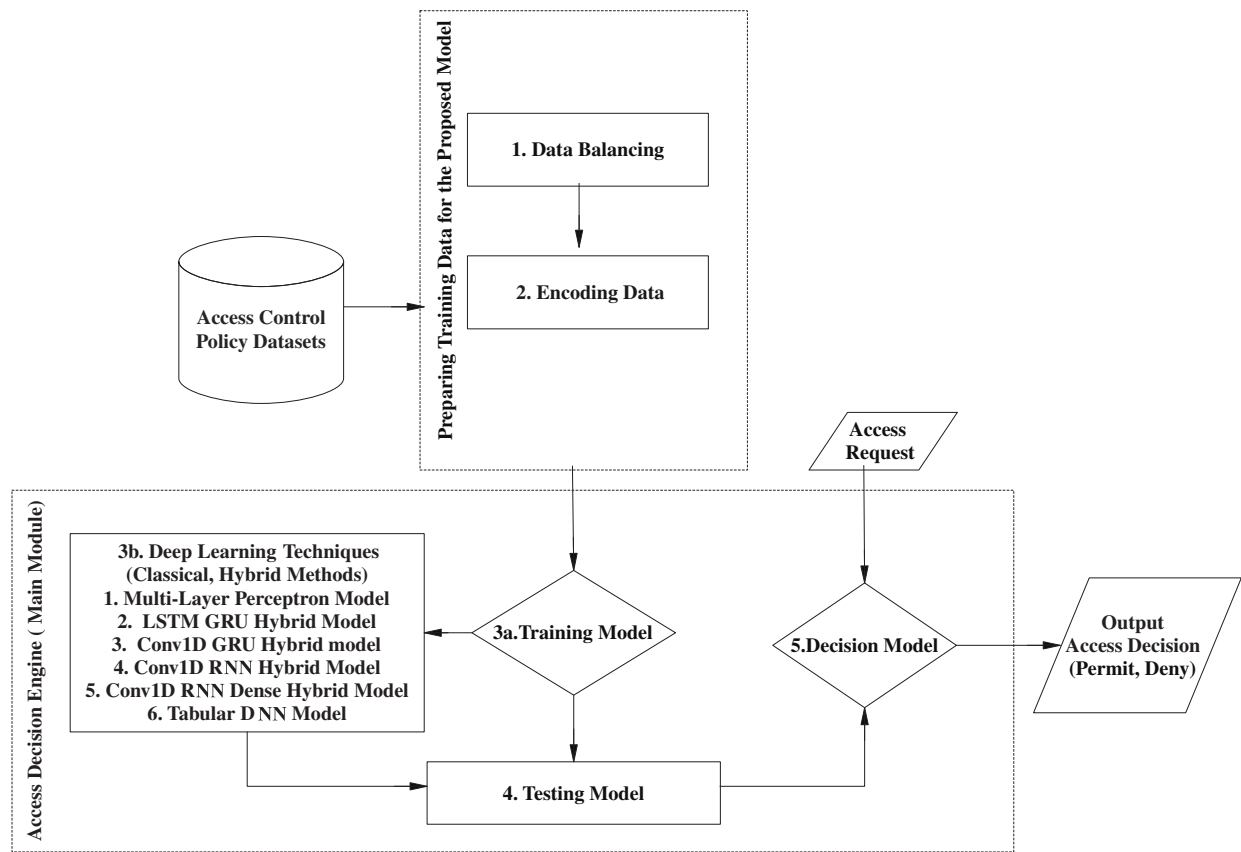 Preparing Training Data for the Proposed Model
1. Data Balancing
2. Encoding Data
Access Control
Policy Datasets
Access
Request
Access Decision Engine ( Main Module)
3b. Deep Learning Techniques
(Classical, Hybrid Methods)
1. Multi-Layer Perceptron Model
2. LSTM GRU Hybrid Model
3. Conv1D GRU Hybrid model
4. Conv1D RNN Hybrid Model
5. Conv1D RNN Dense Hybrid Model
6. Tabular DNN Model
3a.Training Model
5.Decision Model
Output
Access Decision
(Permit, Deny)
4. Testing Model